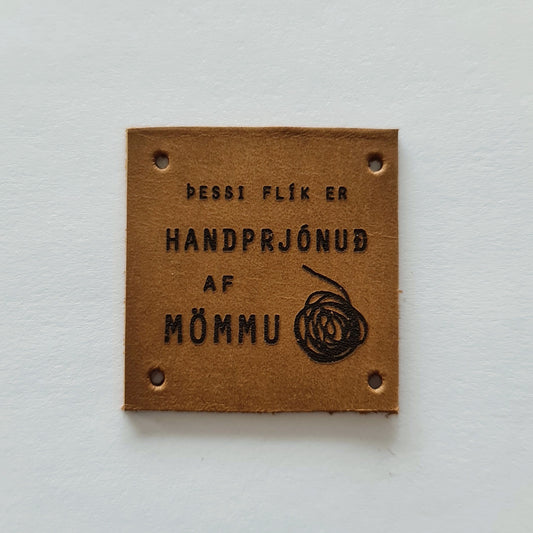 ÞESSI FLÍK ER
HANDPRJÓNUÐ
AF
MÖMMU